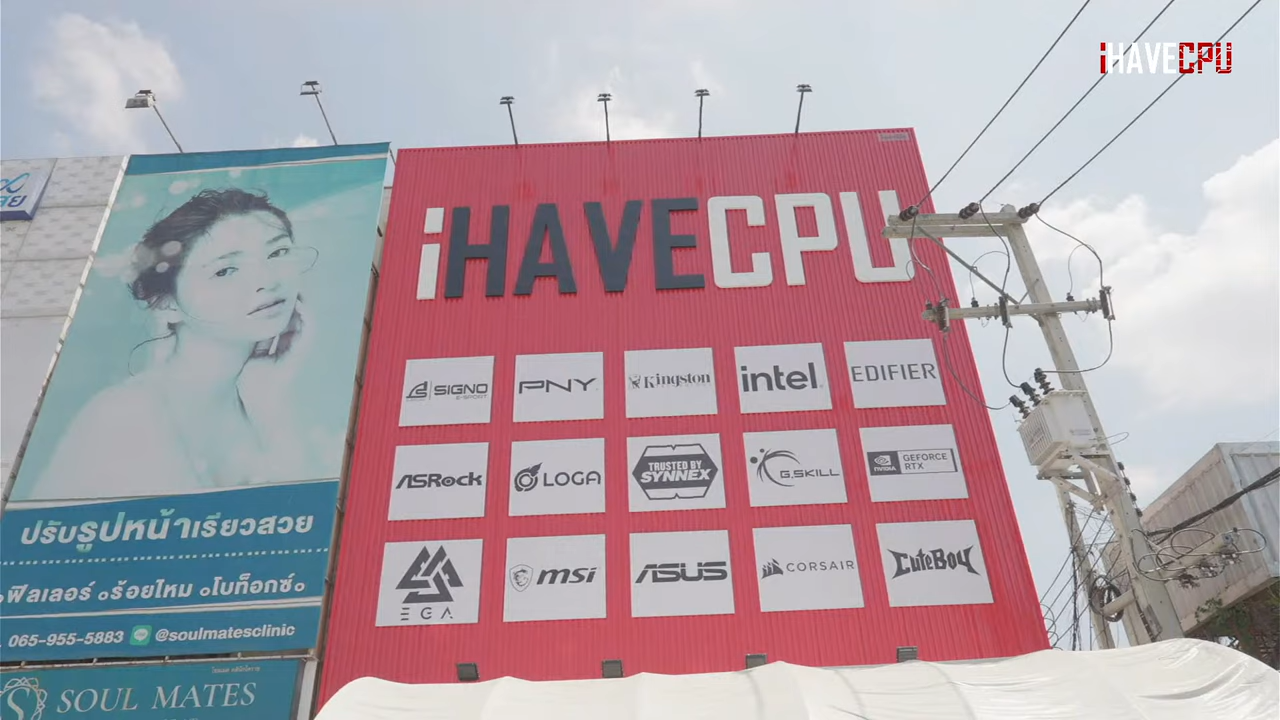 iHAVECPU
iHAVECPU
SIGNO
E-SPORT
PNY
Kingston
intel.
EDIFIER
ASRock
LOGA
TRUSTED BY
SYNNEX
G.SKILL
NVIDIA
GEFORCE
RTX
EGA
msi
ASUS
CORSAIR
CUTEBOY
ปรับรูปหน้าเรียวสวย
ฟิลเลอร์ ร้อยไหม โบท็อกซ์
065-955-5883 @soulmatesclinic
SOUL MATES